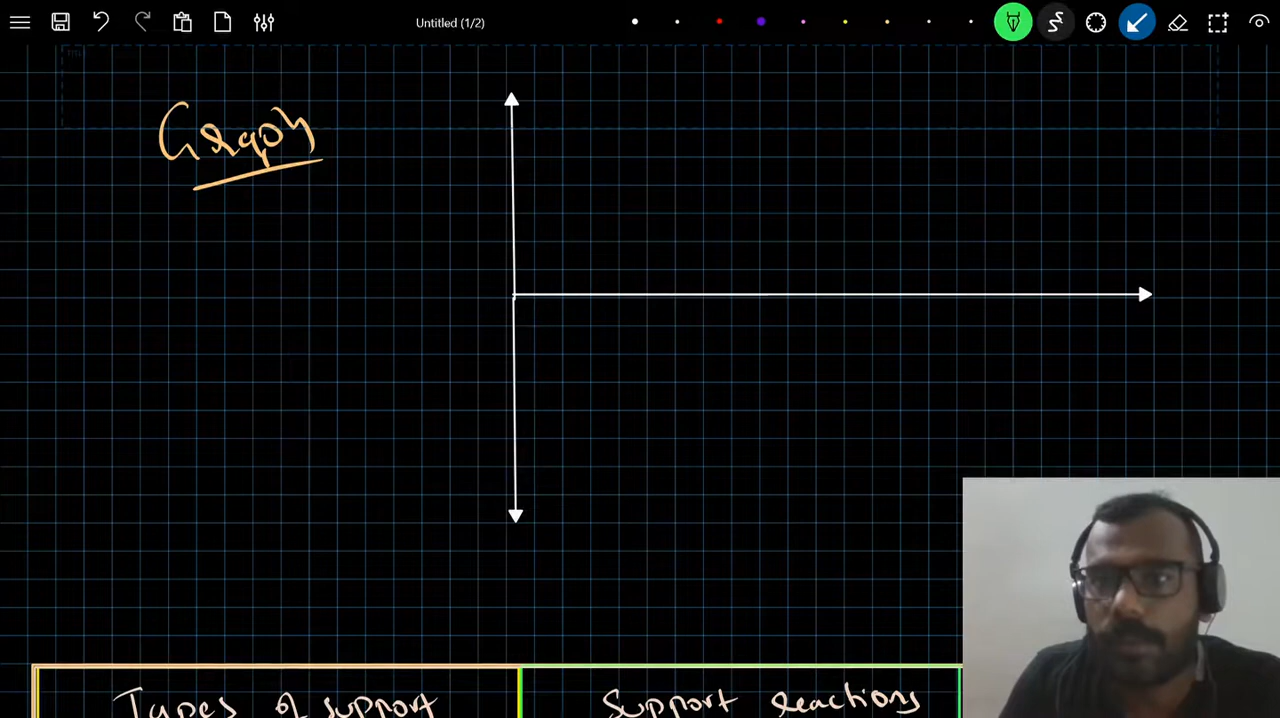 Untitled (1/2)
Graph
Types of support
Support reactions